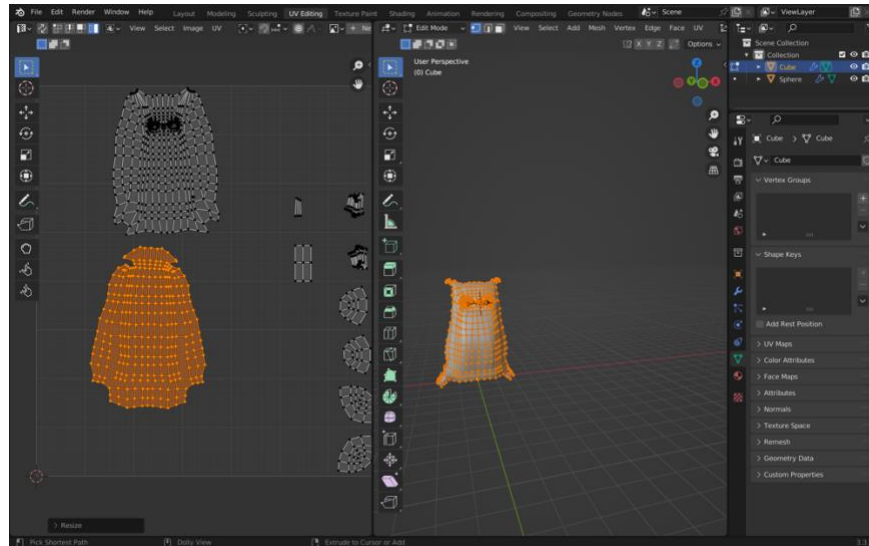 File Edit Render Window Help Layout Modeling Sculpting UV Editing Texture Paint Shading Animation Rendering Compositing Geometry Nodes Scene ViewLayer
View Select Image UV
Edit Mode View Select Add Mesh Vertex Edge Face UV
X Y Z Options
User Perspective
(0) Cube
Scene Collection
Collection
Cube
Sphere
Cube > Cube
Cube
Vertex Groups
Shape Keys
Add Rest Position
> UV Maps
> Color Attributes
> Face Maps
> Attributes
> Normals
> Texture Space
> Remesh
> Geometry Data
> Custom Properties
> Resize
Pick Shortest Path Dolly View Extrude to Cursor or Add